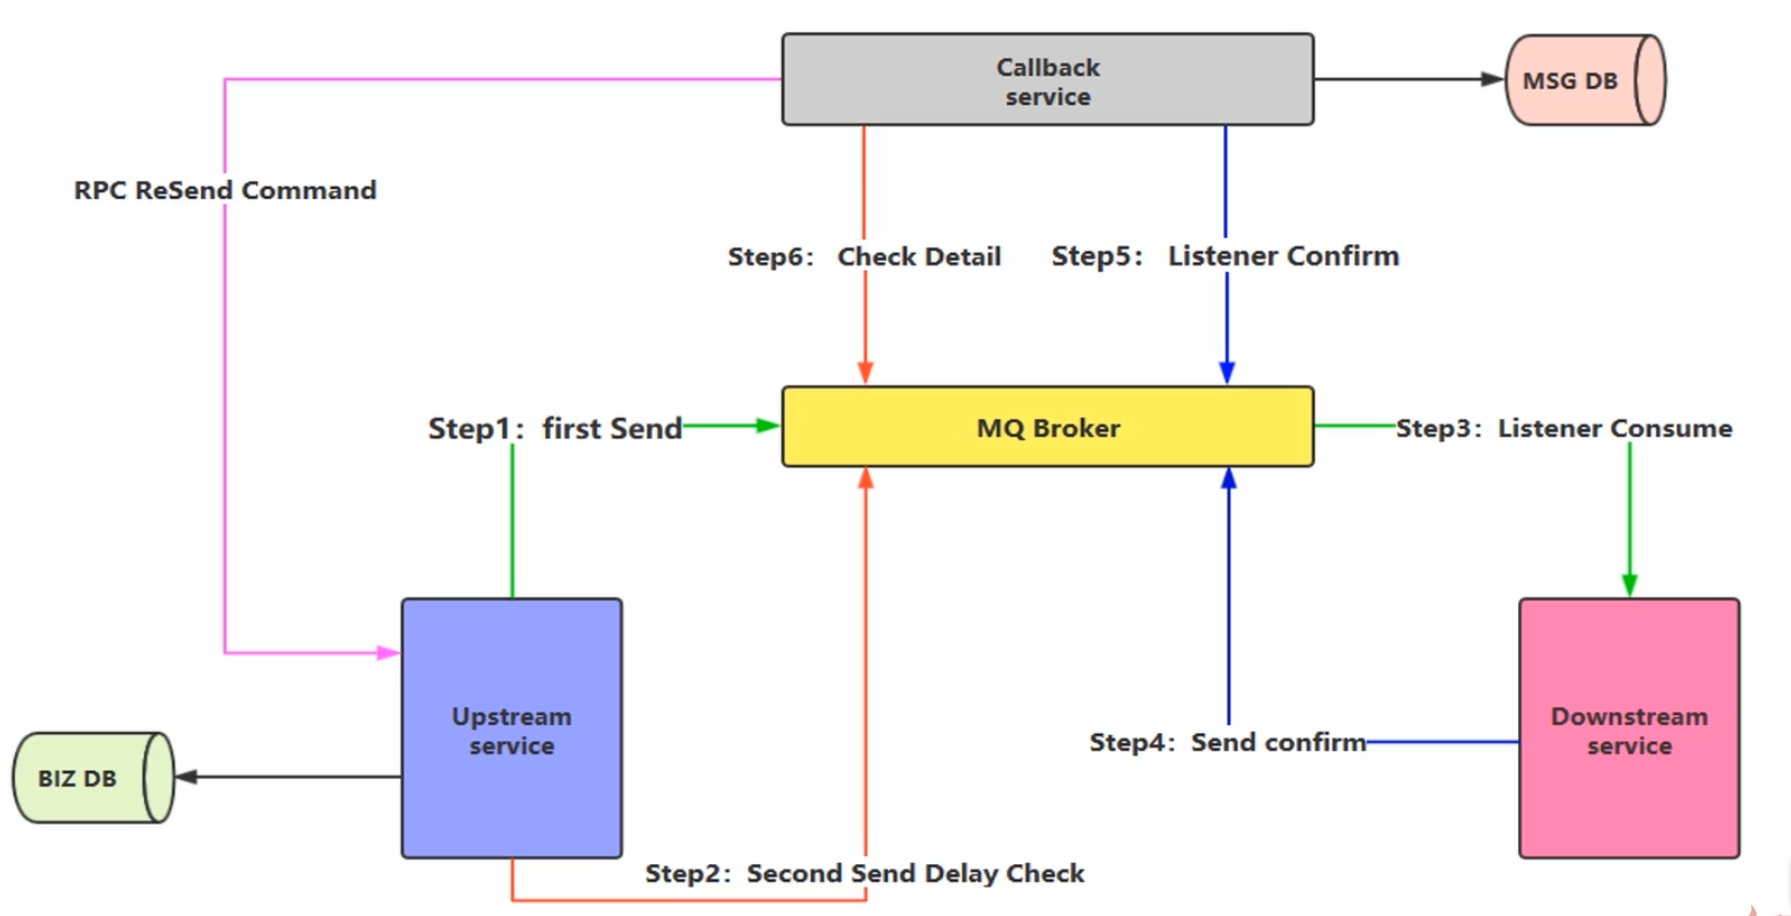 Callback
service
MSG DB
RPC ReSend Command
Step6： Check Detail
Step5： Listener Confirm
Step1：first Send
MQ Broker
Step3：Listener Consume
Upstream
service
Downstream
service
Step4：Send confirm
BIZ DB
Step2：Second Send Delay Check